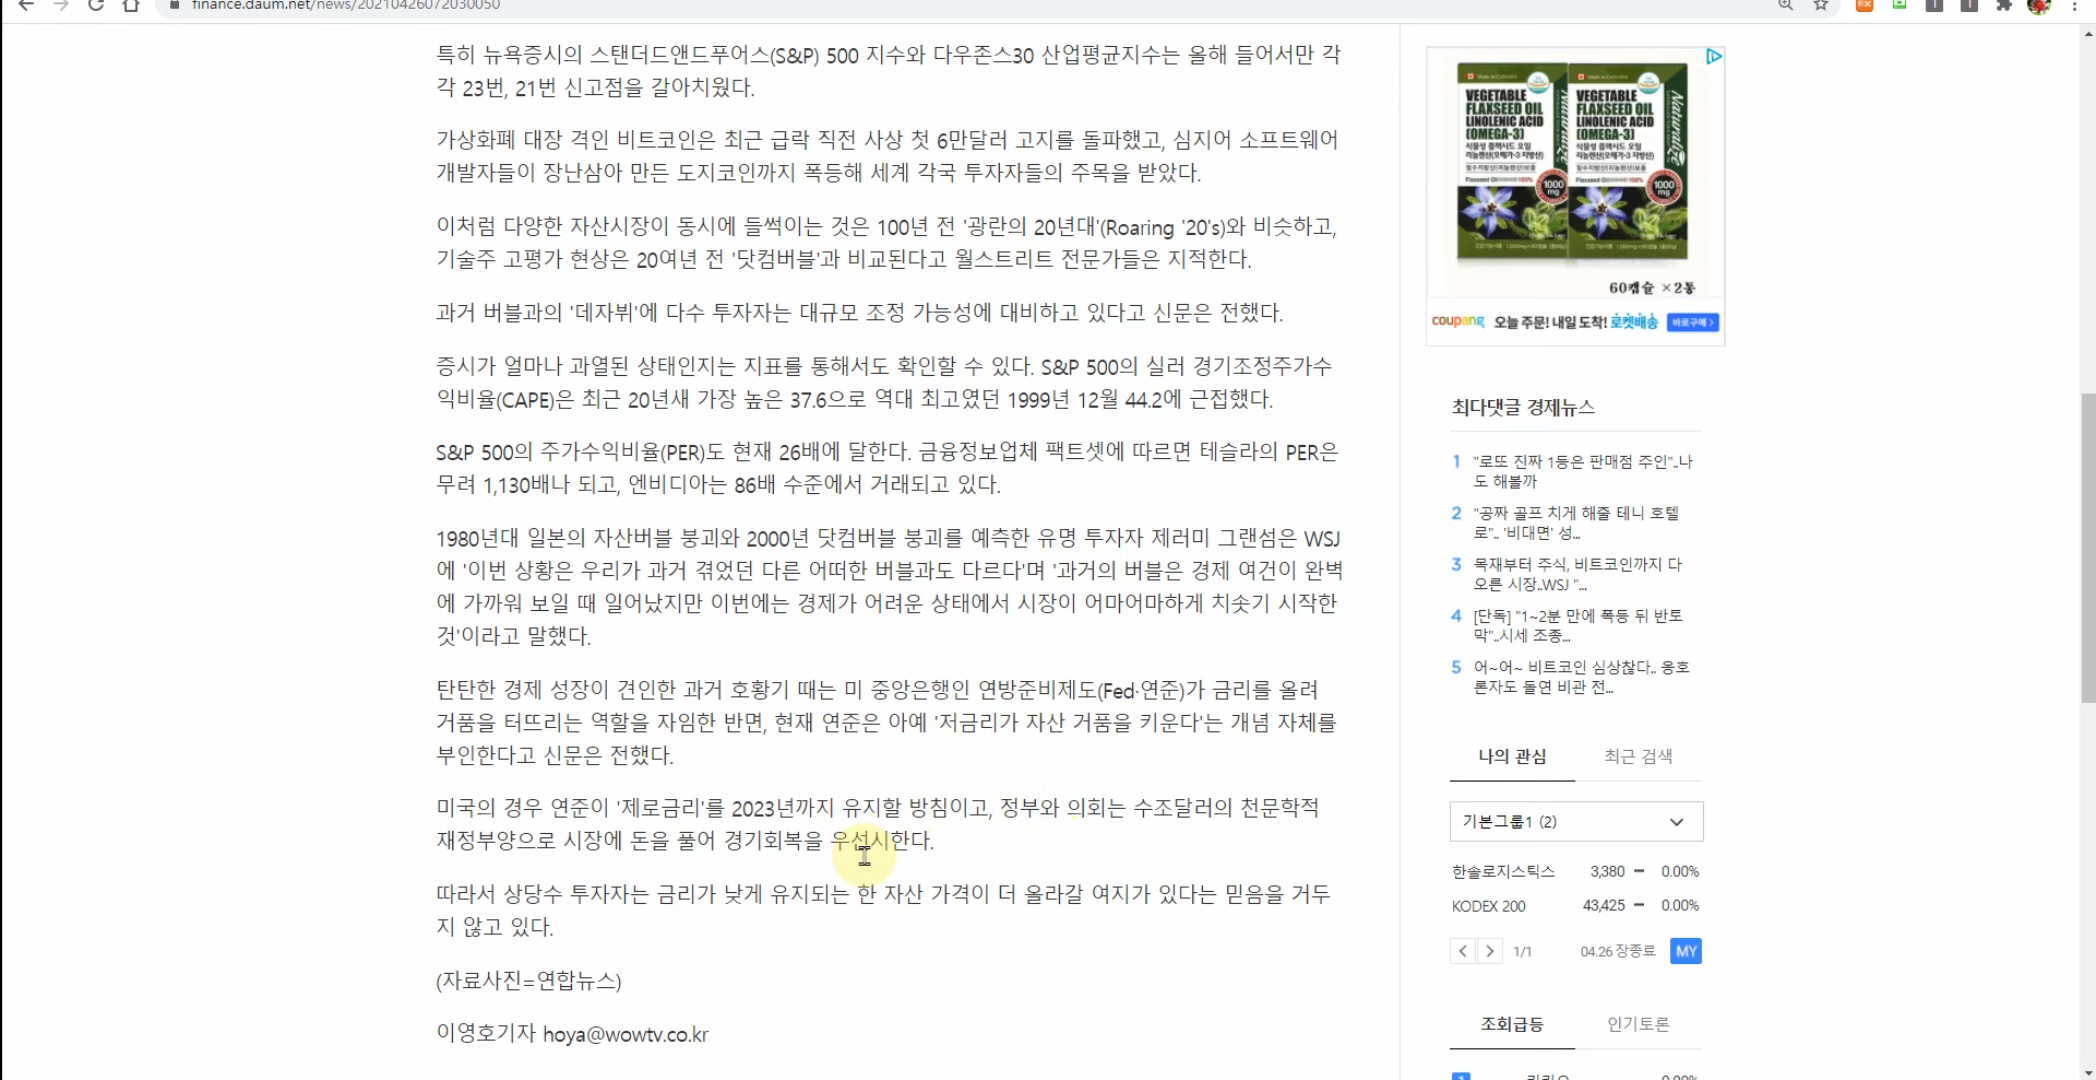 finance.daum.net/news/20210426072030050
특히 뉴욕증시의 스탠더드앤드푸어스(S&P) 500 지수와 다우존스30 산업평균지수는 올해 들어서만 각
각 23번, 21번 신고점을 갈아치웠다.
가상화폐 대장 격인 비트코인은 최근 급락 직전 사상 첫 6만달러 고지를 돌파했고, 심지어 소프트웨어
개발자들이 장난삼아 만든 도지코인까지 폭등해 세계 각국 투자자들의 주목을 받았다.
이처럼 다양한 자산시장이 동시에 들썩이는 것은 100년 전 '광란의 20년대'(Roaring '20's)와 비슷하고,
기술주 고평가 현상은 20여년 전 '닷컴버블'과 비교된다고 월스트리트 전문가들은 지적한다.
과거 버블과의 '데자뷔'에 다수 투자자는 대규모 조정 가능성에 대비하고 있다고 신문은 전했다.
증시가 얼마나 과열된 상태인지는 지표를 통해서도 확인할 수 있다. S&P 500의 실러 경기조정주가수
익비율(CAPE)은 최근 20년새 가장 높은 37.6으로 역대 최고였던 1999년 12월 44.2에 근접했다.
S&P 500의 주가수익비율(PER)도 현재 26배에 달한다. 금융정보업체 팩트셋에 따르면 테슬라의 PER은
무려 1,130배나 되고, 엔비디아는 86배 수준에서 거래되고 있다.
1980년대 일본의 자산버블 붕괴와 2000년 닷컴버블 붕괴를 예측한 유명 투자자 제러미 그랜섬은 WSJ
에 '이번 상황은 우리가 과거 겪었던 다른 어떠한 버블과도 다르다'며 '과거의 버블은 경제 여건이 완벽
에 가까워 보일 때 일어났지만 이번에는 경제가 어려운 상태에서 시장이 어마어마하게 치솟기 시작한
것'이라고 말했다.
탄탄한 경제 성장이 견인한 과거 호황기 때는 미 중앙은행인 연방준비제도(Fed·연준)가 금리를 올려
거품을 터뜨리는 역할을 자임한 반면, 현재 연준은 아예 '저금리가 자산 거품을 키운다'는 개념 자체를
부인한다고 신문은 전했다.
미국의 경우 연준이 '제로금리'를 2023년까지 유지할 방침이고, 정부와 의회는 수조달러의 천문학적
재정부양으로 시장에 돈을 풀어 경기회복을 우선시한다.
따라서 상당수 투자자는 금리가 낮게 유지되는 한 자산 가격이 더 올라갈 여지가 있다는 믿음을 거두
지 않고 있다.
(자료사진=연합뉴스)
이영호기자 hoya@wowtv.co.kr
VEGETABLE FLAXSEED OIL LINOLENIC ACID (OMEGA-3)
식물성 플랙시드 오일
1000 mg
VEGETABLE FLAXSEED OIL LINOLENIC ACID (OMEGA-3)
식물성 플랙시드 오일
1000 mg
Naturalize
60캡슐 ×2통
coupang 오늘 주문! 내일 도착! 로켓배송 바로구매 >
최다댓글 경제뉴스
1 "로또 진짜 1등은 판매점 주인"..나
도 해볼까
2 "공짜 골프 치게 해줄 테니 호텔
로".. '비대면' 성...
3 목재부터 주식, 비트코인까지 다
오른 시장..WSJ "...
4 [단독] "1~2분 만에 폭등 뒤 반토
막"..시세 조종...
5 어~어~ 비트코인 심상찮다.. 옹호
론자도 돌연 비관 전...
나의 관심 최근 검색
기본그룹1 (2)
한솔로지스틱스 3,380 − 0.00%
KODEX 200 43,425 − 0.00%
< > 1/1 04.26 장종료 MY
조회급등 인기토론